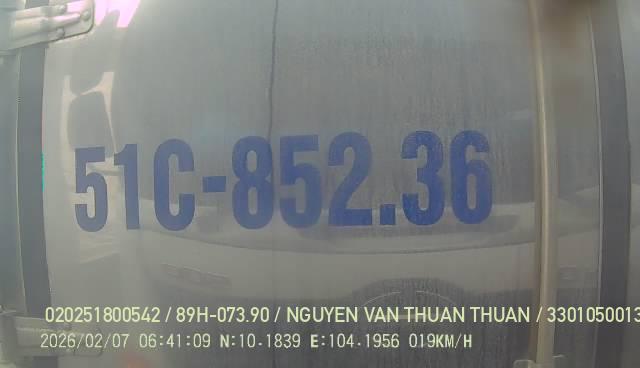 51C-852.36
020251800542 / 89H-073.90 / NGUYEN VAN THUAN THUAN / 3301050013
2026/02/07 06:41:09 N:10.1839 E:104.1956 019KM/H